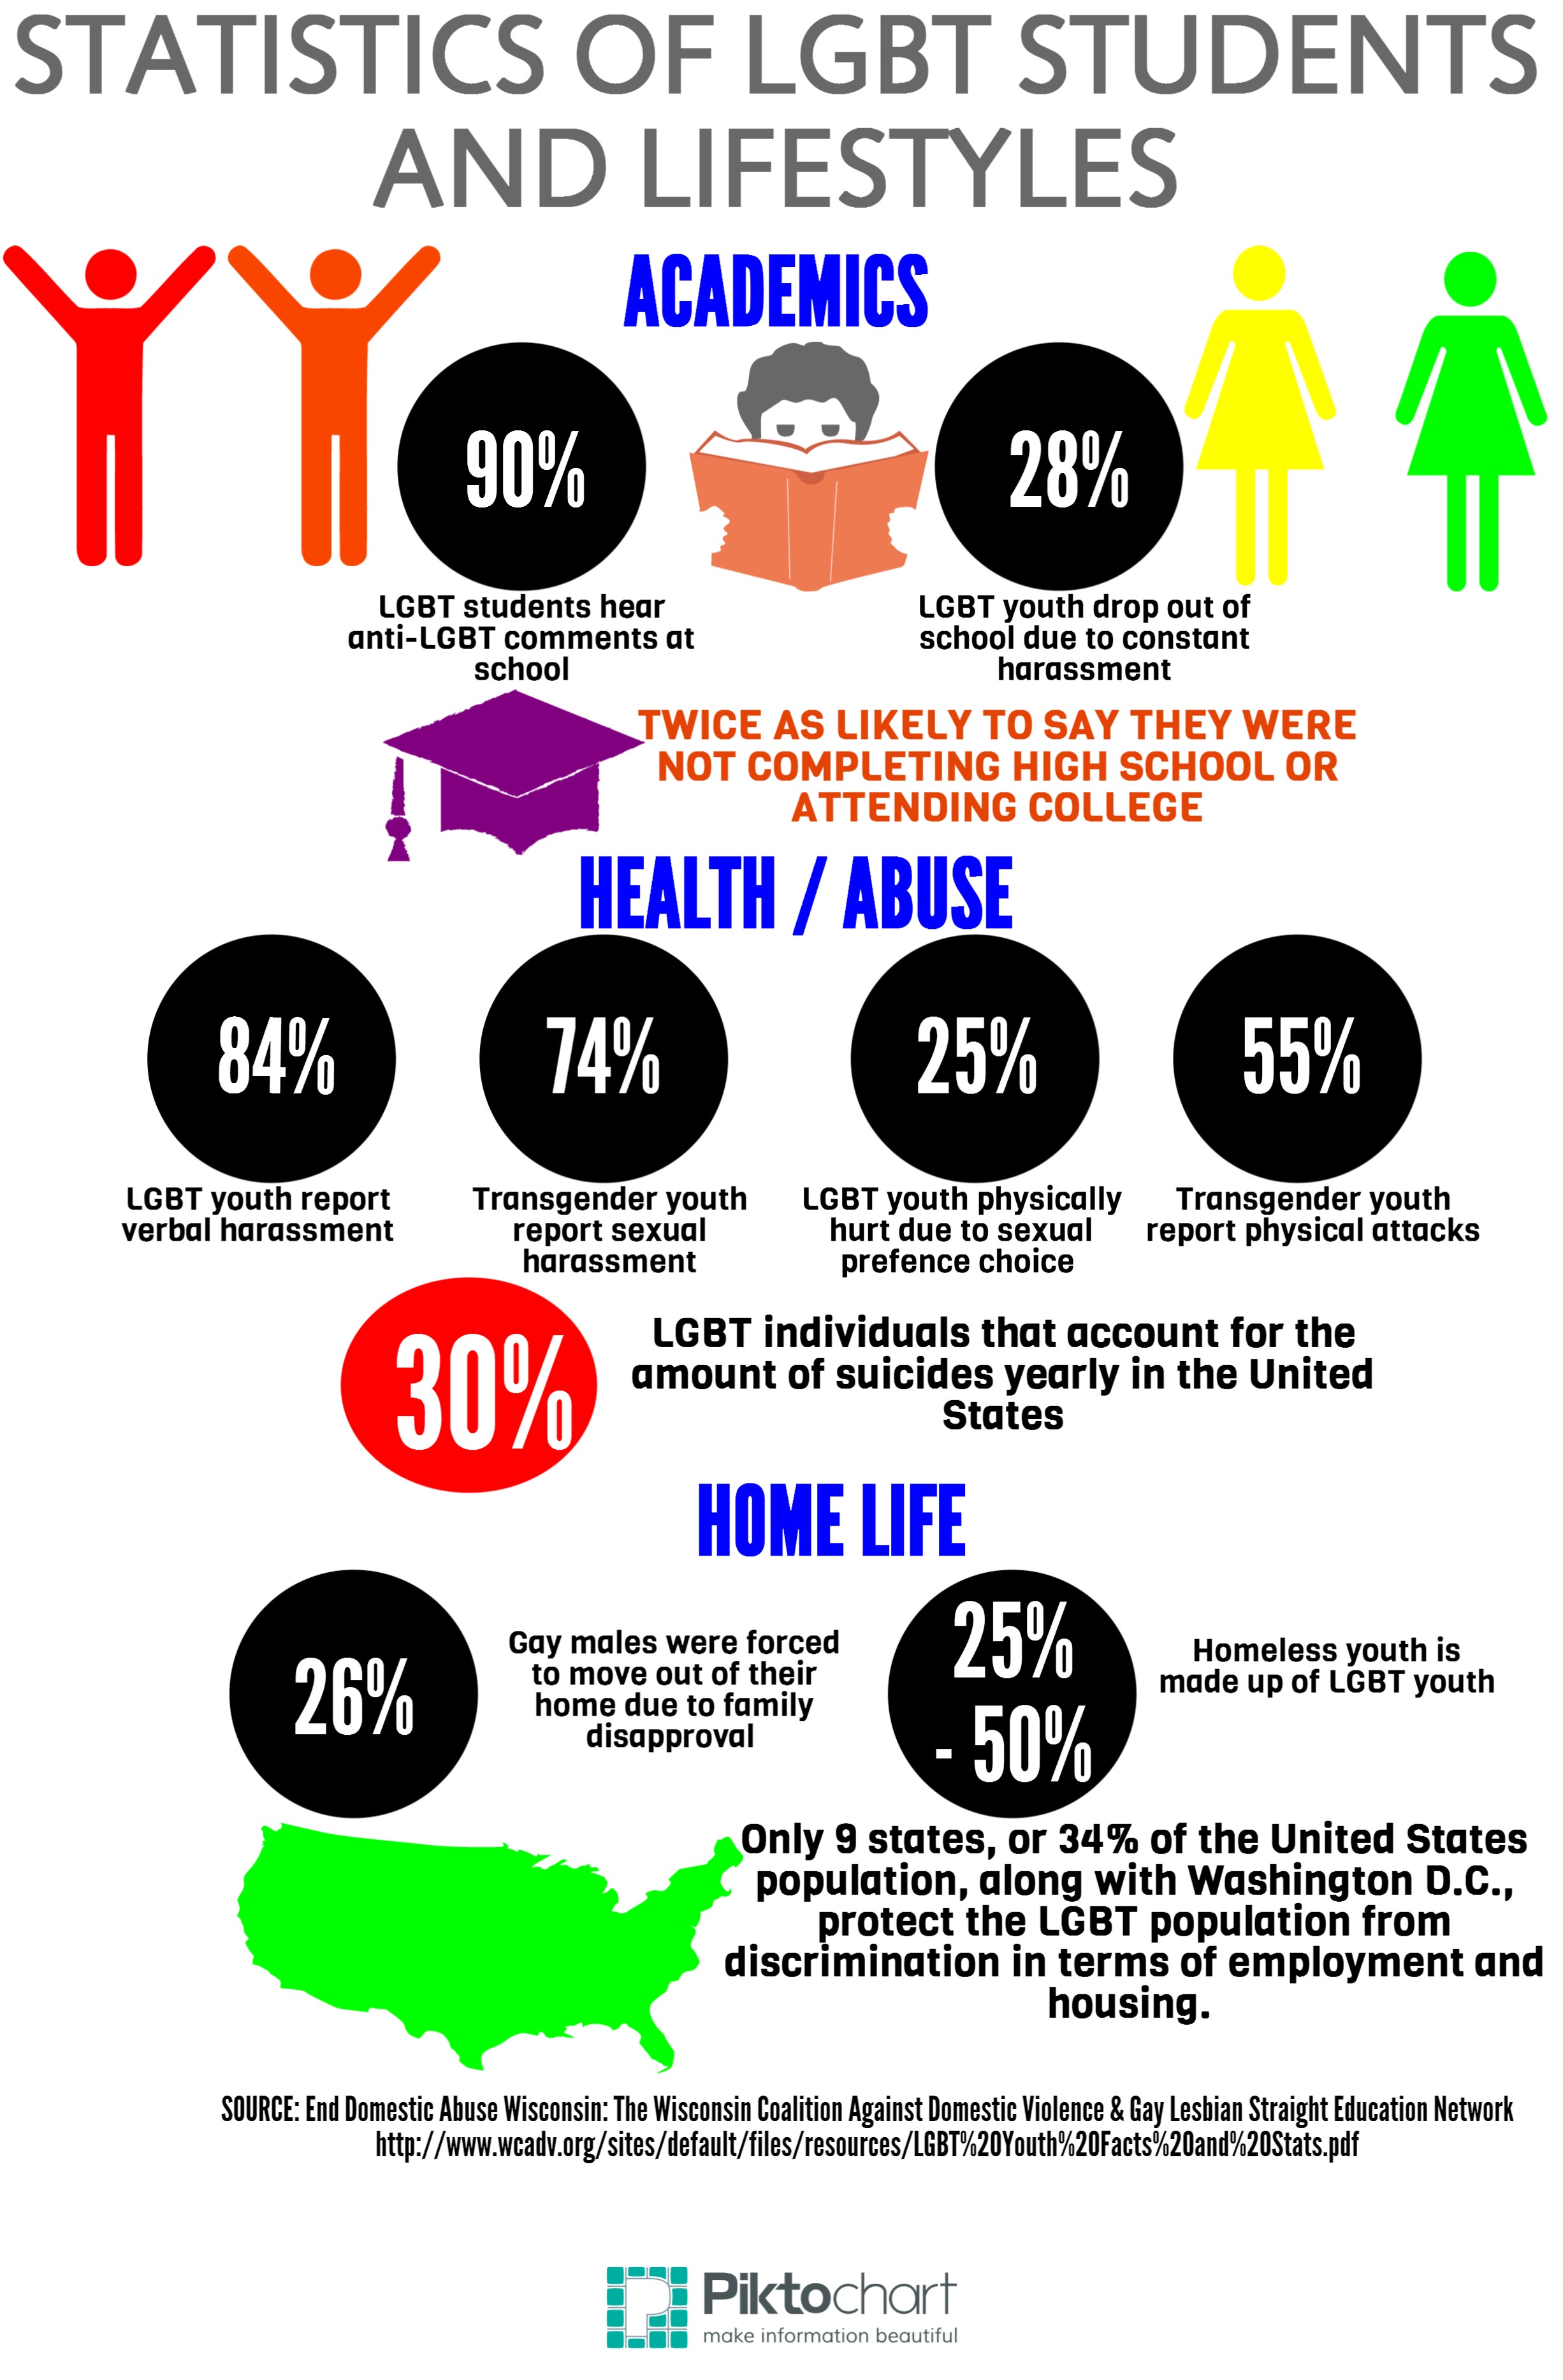 STATISTICS OF LGBT STUDENTS
AND LIFESTYLES
ACADEMICS
90%
LGBT students hear
anti-LGBT comments at
school
28%
LGBT youth drop out of
school due to constant
harassment
TWICE AS LIKELY TO SAY THEY WERE
NOT COMPLETING HIGH SCHOOL OR
ATTENDING COLLEGE
HEALTH / ABUSE
84%
LGBT youth report
verbal harassment
74%
Transgender youth
report sexual
harassment
25%
LGBT youth physically
hurt due to sexual
prefence choice
55%
Transgender youth
report physical attacks
30%
LGBT individuals that account for the
amount of suicides yearly in the United
States
HOME LIFE
26%
Gay males were forced
to move out of their
home due to family
disapproval
25%
- 50%
Homeless youth is
made up of LGBT youth
Only 9 states, or 34% of the United States
population, along with Washington D.C.,
protect the LGBT population from
discrimination in terms of employment and
housing.
SOURCE: End Domestic Abuse Wisconsin: The Wisconsin Coalition Against Domestic Violence & Gay Lesbian Straight Education Network
http://www.wcadv.org/sites/default/files/resources/LGBT%20Youth%20Facts%20and%20Stats.pdf
Piktochart
make information beautiful